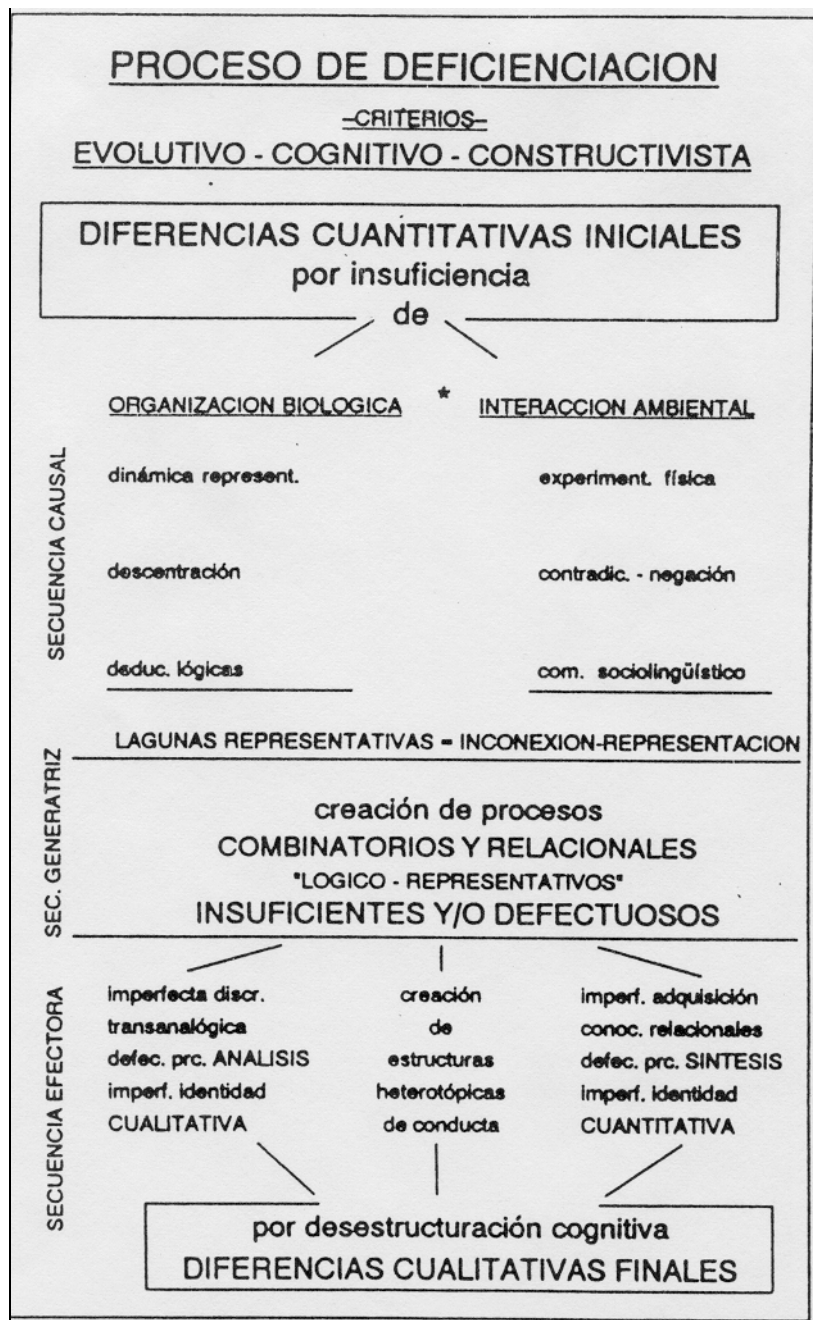 PROCESO DE DEFICIENCIACION
-CRITERIOS-
EVOLUTIVO - COGNITIVO - CONSTRUCTIVISTA
DIFERENCIAS CUANTITATIVAS INICIALES
por insuficiencia
de
ORGANIZACION BIOLOGICA * INTERACCION AMBIENTAL
SECUENCIA CAUSAL
dinámica represent. experiment. física
descentración contradic. - negación
deduc. lógicas com. sociolingüístico
LAGUNAS REPRESENTATIVAS - INCONEXION-REPRESENTACION
SEC. GENERATRIZ
creación de procesos
COMBINATORIOS Y RELACIONALES
"LOGICO - REPRESENTATIVOS"
INSUFICIENTES Y/O DEFECTUOSOS
SECUENCIA EFECTORA
imperfecta discr.
transanalógica
defec. prc. ANALISIS
imperf. identidad
CUALITATIVA
creación
de
estructuras
heterotópicas
de conducta
imperf. adquisición
conoc. relacionales
defec. prc. SINTESIS
imperf. identidad
CUANTITATIVA
por desestructuración cognitiva
DIFERENCIAS CUALITATIVAS FINALES